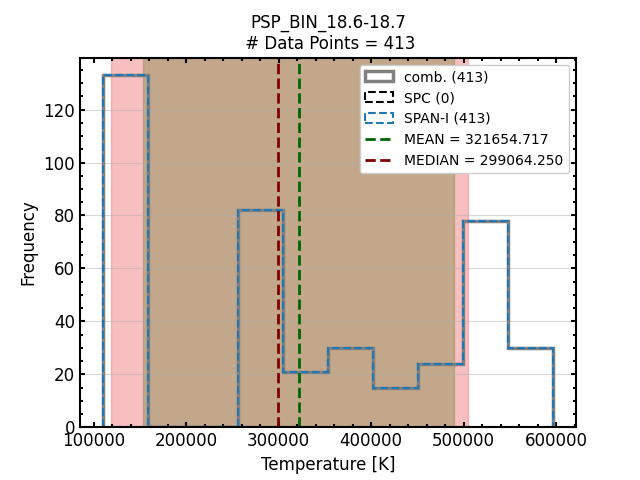 PSP_BIN_18.6-18.7
# Data Points = 413
comb. (413)
SPC (0)
SPAN-I (413)
MEAN = 321654.717
MEDIAN = 299064.250
Frequency
120
100
80
60
40
20
0
100000 200000 300000 400000 500000 600000
Temperature [K]